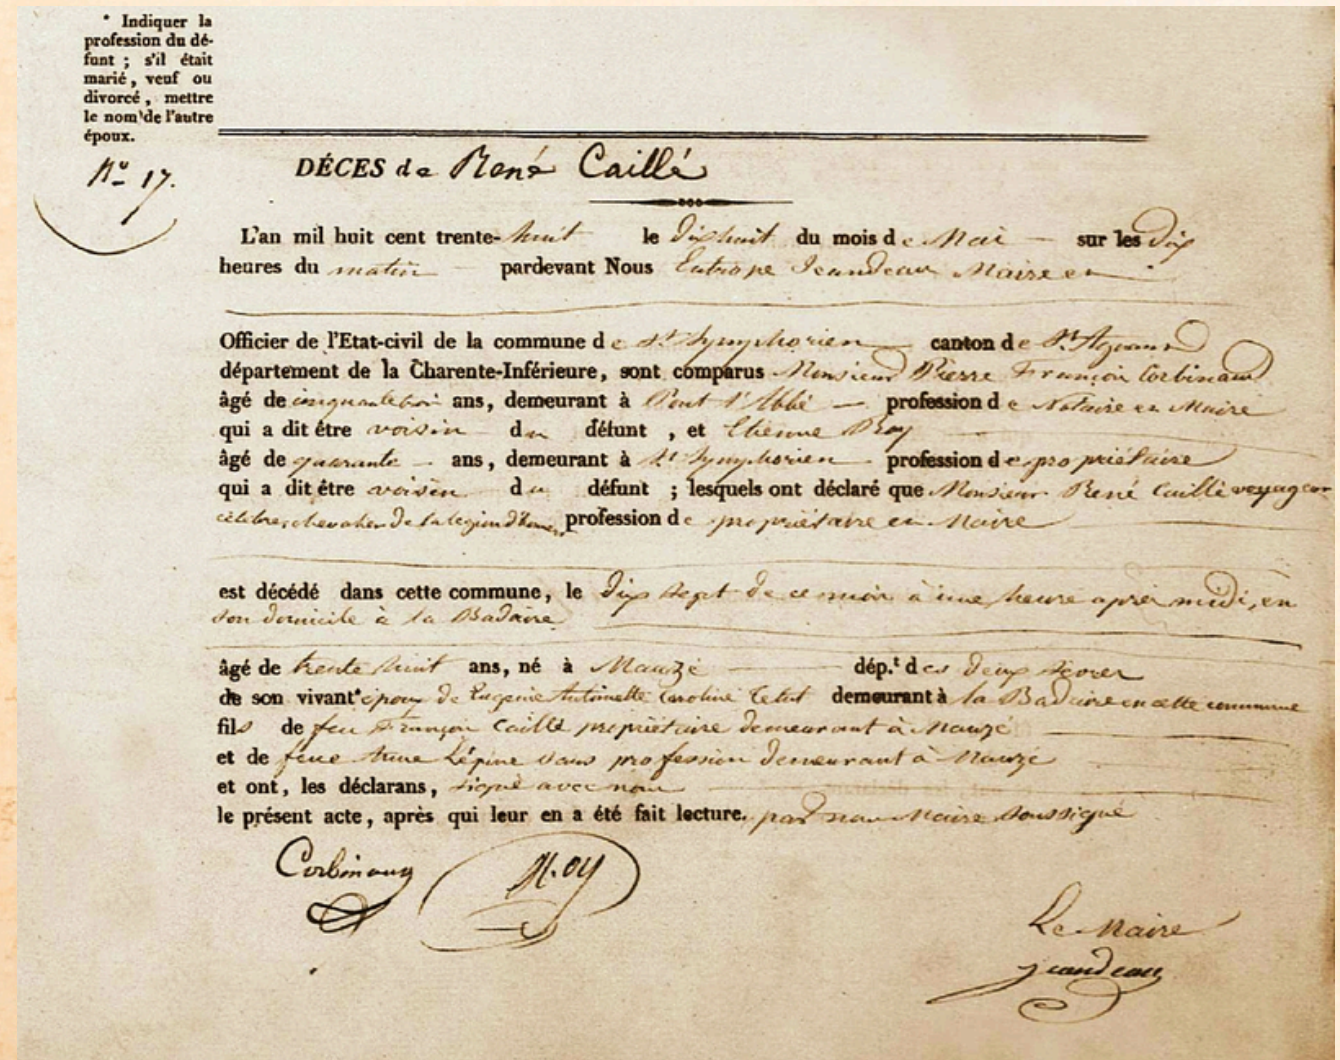 * Indiquer la
profession du dé-
funt ; s'il était
marié, veuf ou
divorcé, mettre
le nom de l'autre
époux.
No 17.
DÉCES de René Caillé
L'an mil huit cent trente-huit le dix huit du mois de Mai sur les dix
heures du matin pardevant Nous Eutrope Jeandeau Maire en
Officier de l'Etat-civil de la commune de St Symphorien canton de St Agnant
département de la Charente-Inférieure, sont comparus Monsieur Pierre François Corbinaud
âgé de cinquante trois ans, demeurant à Pont l'Abbé profession de Notaire et Maire
qui a dit être voisin du défunt, et Etienne Roy
âgé de quarante ans, demeurant à St Symphorien profession de propriétaire
qui a dit être voisin du défunt ; lesquels ont déclaré que Monsieur René Caillé voyageur
célèbre, chevalier de la légion d'honneur, profession de propriétaire et Maire
est décédé dans cette commune, le dix sept de ce mois à une heure après midi, en
son domicile à la Badaire
âgé de trente huit ans, né à Mauzé dép.t des deux sèvres
de son vivant* époux de Eugénie Antoinette Caroline Tetut demeurant à la Badaire en cette commune
fils de feu François Caillé propriétaire demeurant à Mauzé
et de feue Anne Lépine sans profession demeurant à Mauzé
et ont, les déclarans, signé avec nous
le présent acte, après qui leur en a été fait lecture. par nous Maire soussigné
Corbinaud Roy
Le Maire
Jeandeau